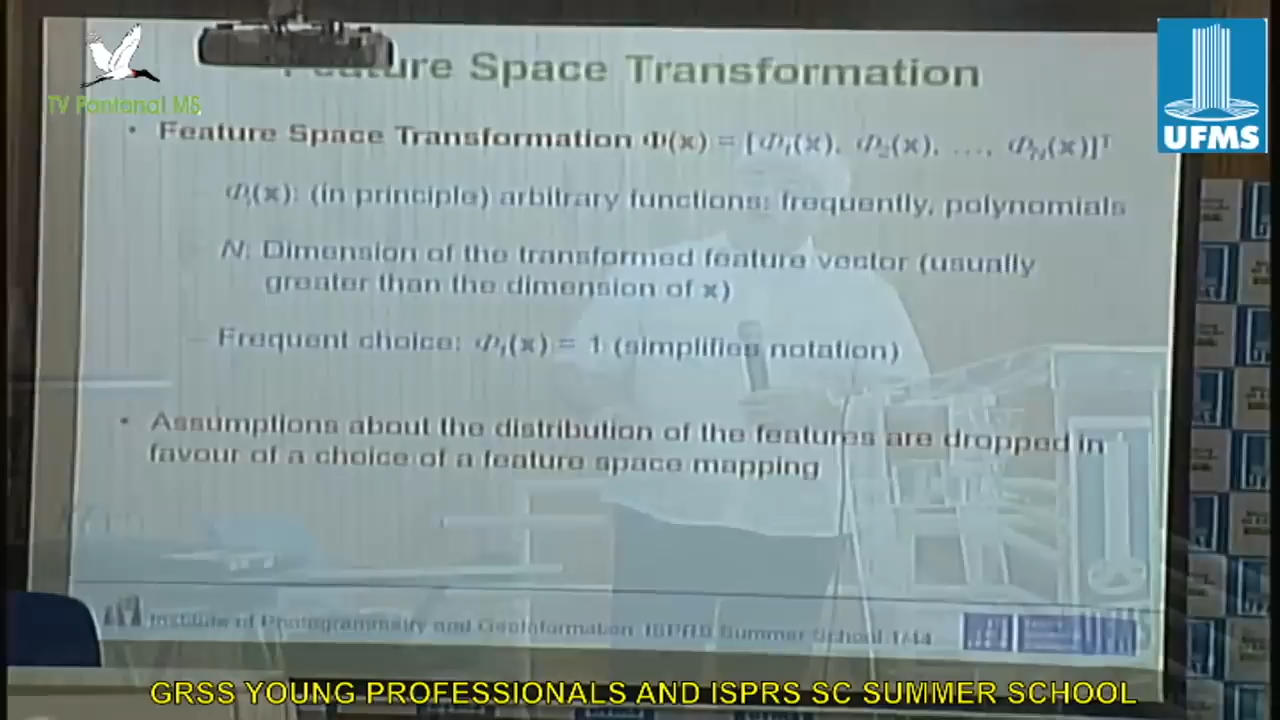 Feature Space Transformation
TV Pantanal MS
UFMS
• Feature Space Transformation Φ(x) = [Φ₁(x), Φ₂(x), …, Φ_N(x)]ᵀ
– Φᵢ(x): (in principle) arbitrary functions: frequently, polynomials
– N: Dimension of the transformed feature vector (usually
greater than the dimension of x)
– Frequent choice: Φ₁(x) = 1 (simplifies notation)
• Assumptions about the distribution of the features are dropped in
favour of a choice of a feature space mapping
Institute of Photogrammetry and GeoInformation ISPRS Summer School
GRSS YOUNG PROFESSIONALS AND ISPRS SC SUMMER SCHOOL